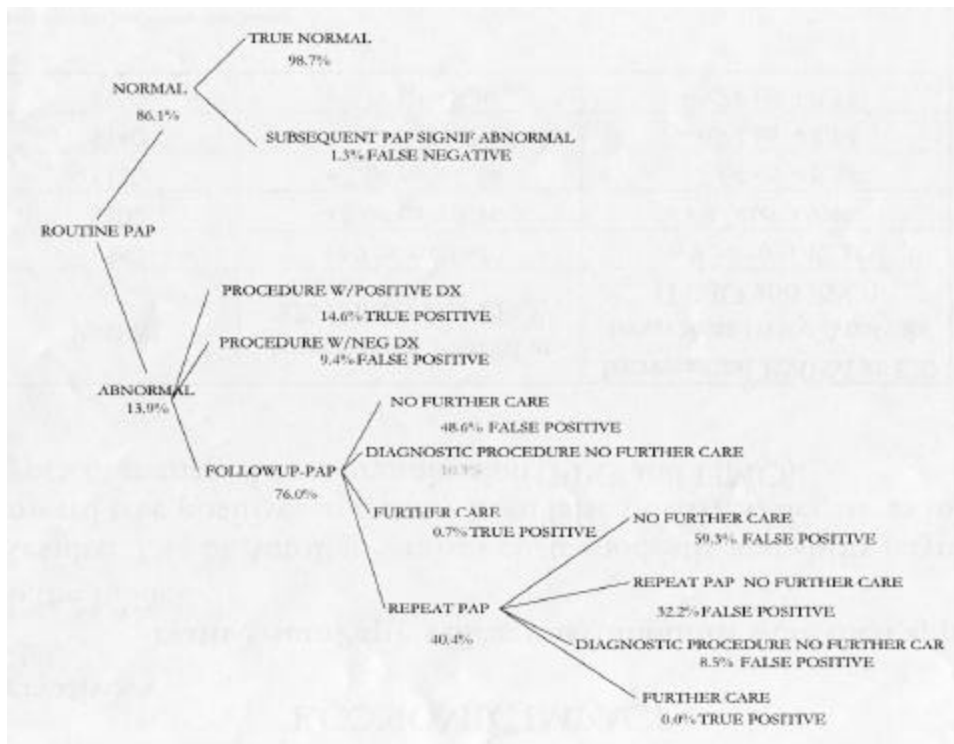 TRUE NORMAL
98.7%
NORMAL
86.1%
SUBSEQUENT PAP SIGNIF ABNORMAL
1.3% FALSE NEGATIVE
ROUTINE PAP
PROCEDURE W/POSITIVE DX
14.6% TRUE POSITIVE
PROCEDURE W/NEG DX
9.4% FALSE POSITIVE
ABNORMAL
13.9%
NO FURTHER CARE
48.6% FALSE POSITIVE
DIAGNOSTIC PROCEDURE NO FURTHER CARE
FOLLOWUP-PAP
76.0%
FURTHER CARE
0.7% TRUE POSITIVE
NO FURTHER CARE
59.3% FALSE POSITIVE
REPEAT PAP NO FURTHER CARE
32.2% FALSE POSITIVE
REPEAT PAP
40.4%
DIAGNOSTIC PROCEDURE NO FURTHER CAR
8.5% FALSE POSITIVE
FURTHER CARE
0.0% TRUE POSITIVE